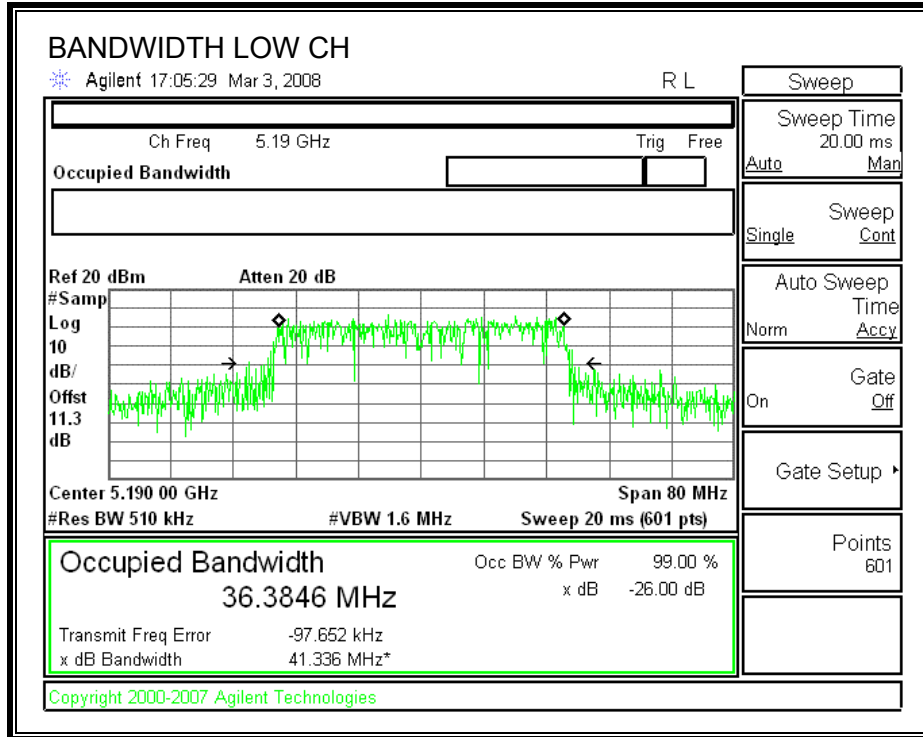 BANDWIDTH LOW CH
Agilent 17:05:29 Mar 3, 2008 R L
Ch Freq 5.19 GHz Trig Free
Occupied Bandwidth
Ref 20 dBm Atten 20 dB
#Samp
Log
10
dB/
Offst
11.3
dB
Center 5.190 00 GHz Span 80 MHz
#Res BW 510 kHz #VBW 1.6 MHz Sweep 20 ms (601 pts)
Occupied Bandwidth Occ BW % Pwr 99.00 %
36.3846 MHz x dB -26.00 dB
Transmit Freq Error -97.652 kHz
x dB Bandwidth 41.336 MHz*
Copyright 2000-2007 Agilent Technologies
Sweep
Sweep Time
20.00 ms
Auto Man
Sweep
Single Cont
Auto Sweep
Time
Norm Accy
Gate
On Off
Gate Setup
Points
601